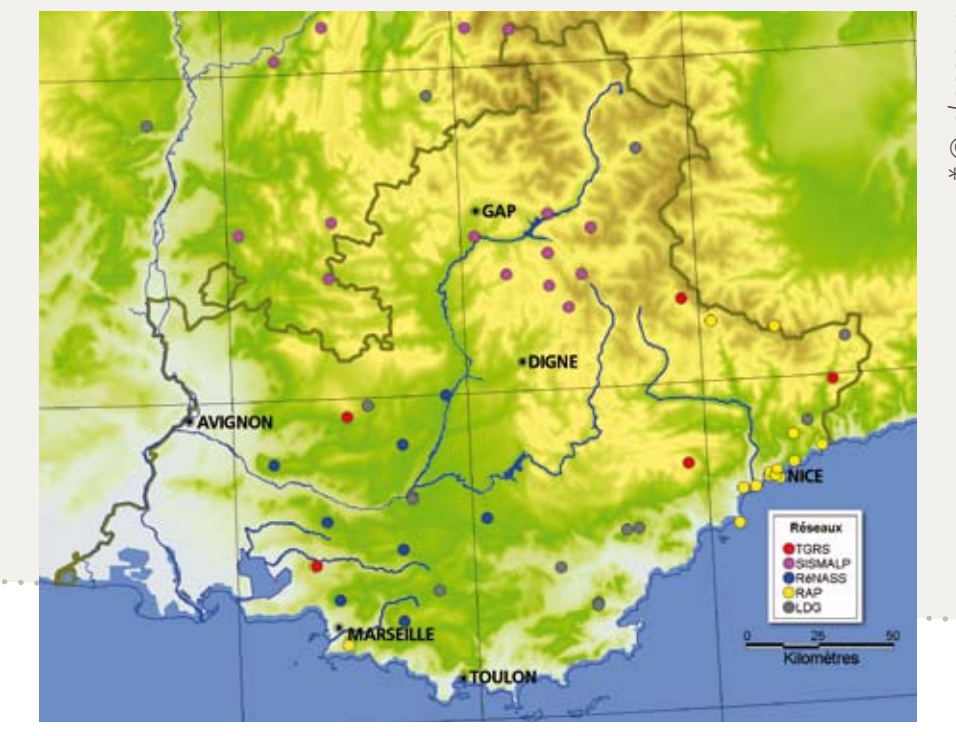 GAP
DIGNE
AVIGNON
NICE
Réseaux
TGRS
SISMALP
RéNASS
RAP
LDG
MARSEILLE
0 25 50
Kilomètres
TOULON